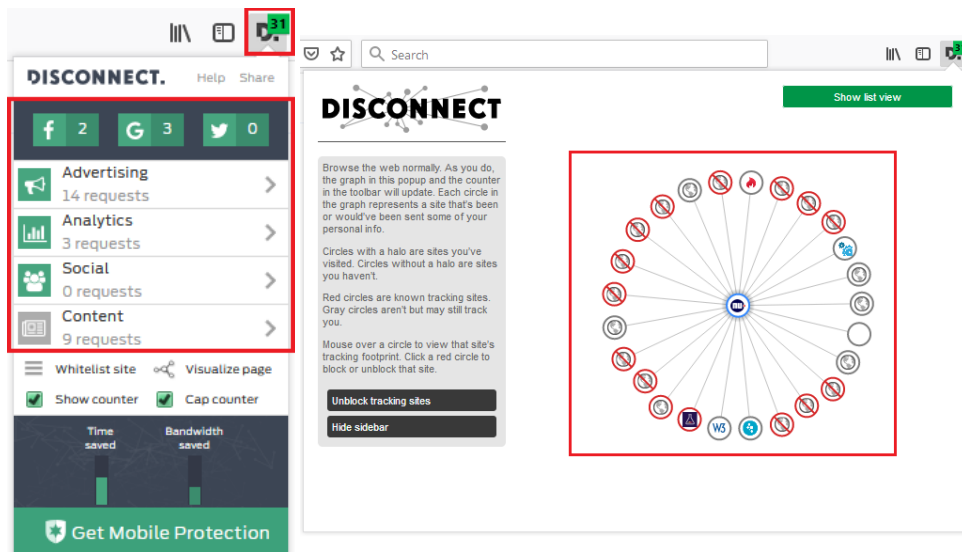 31
DISCONNECT.
Help Share
f 2 G 3 0
Advertising
14 requests
Analytics
3 requests
Social
0 requests
Content
9 requests
Whitelist site Visualize page
Show counter Cap counter
Time saved
Bandwidth saved
Get Mobile Protection
Search
DISCONNECT
Show list view
Browse the web normally. As you do,
the graph in this popup and the counter
in the toolbar will update. Each circle in
the graph represents a site that's been
or would've been sent some of your
personal info.
Circles with a halo are sites you've
visited. Circles without a halo are sites
you haven't.
Red circles are known tracking sites.
Gray circles aren't but may still track
you.
Mouse over a circle to view that site's
tracking footprint. Click a red circle to
block or unblock that site.
Unblock tracking sites
Hide sidebar
W3